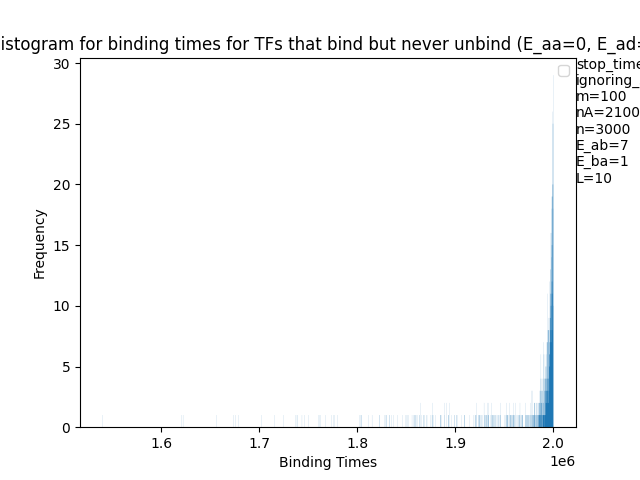 istogram for binding times for TFs that bind but never unbind (E_aa=0, E_ad=
30
25
20
15
10
5
0
Frequency
1.6
1.7
1.8
1.9
2.0
1e6
Binding Times
stop_time
ignoring_
m=100
nA=2100
n=3000
E_ab=7
E_ba=1
L=10